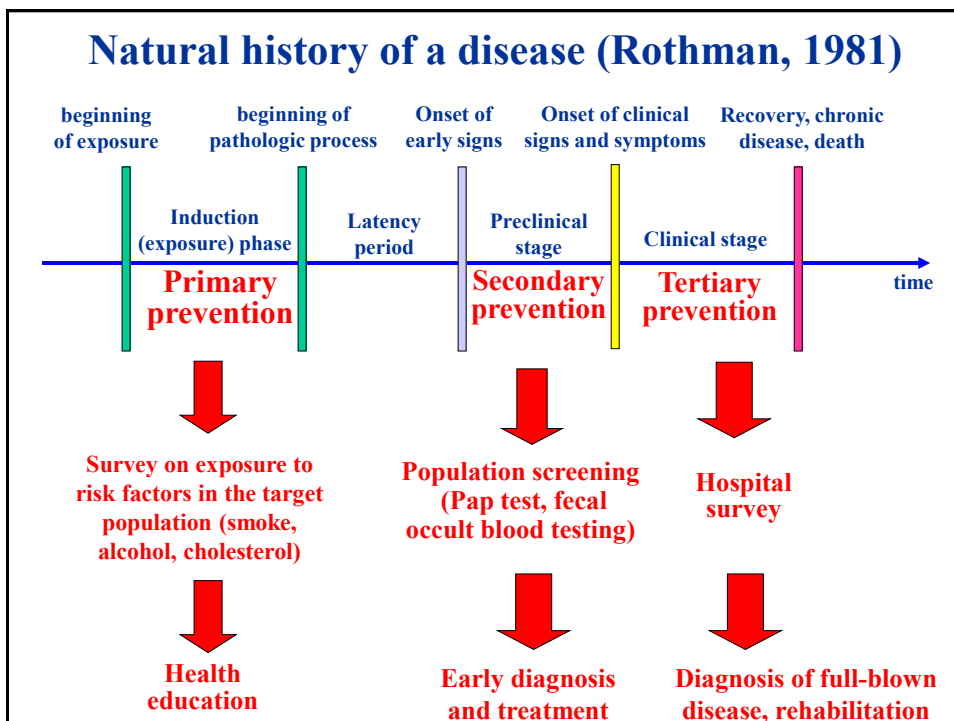 Natural history of a disease (Rothman, 1981)
beginning
of exposure
beginning of
pathologic process
Onset of
early signs
Onset of clinical
signs and symptoms
Recovery, chronic
disease, death
Induction
(exposure) phase
Latency
period
Preclinical
stage
Clinical stage
time
Primary
prevention
Secondary
prevention
Tertiary
prevention
Survey on exposure to
risk factors in the target
population (smoke,
alcohol, cholesterol)
Population screening
(Pap test, fecal
occult blood testing)
Hospital
survey
Health
education
Early diagnosis
and treatment
Diagnosis of full-blown
disease, rehabilitation